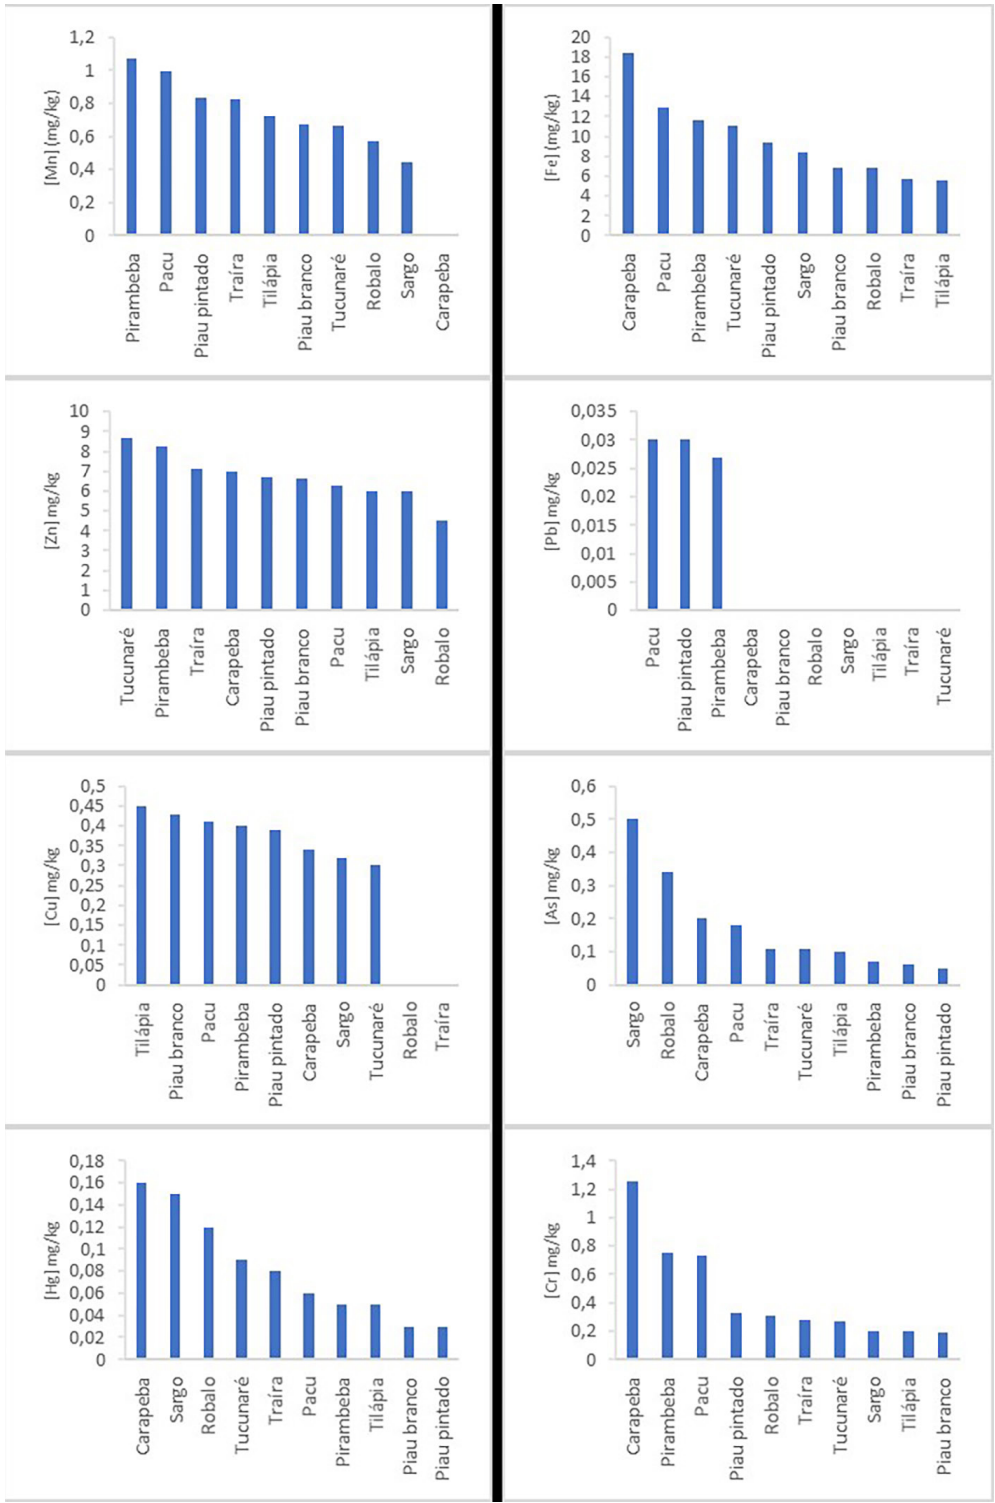 [Mn] (mg/kg)
1,2
1
0,8
0,6
0,4
0,2
0
Pirambeba
Pacu
Piau pintado
Traíra
Tilápia
Piau branco
Tucunaré
Robalo
Sargo
Carapeba
[Fe] (mg/kg)
20
18
16
14
12
10
8
6
4
2
0
Carapeba
Pacu
Pirambeba
Tucunaré
Piau pintado
Sargo
Piau branco
Robalo
Traíra
Tilápia
[Zn] mg/kg
10
9
8
7
6
5
4
3
2
1
0
Tucunaré
Pirambeba
Traíra
Carapeba
Piau pintado
Piau branco
Pacu
Tilápia
Sargo
Robalo
[Pb] mg/kg
0,035
0,03
0,025
0,02
0,015
0,01
0,005
0
Pacu
Piau pintado
Pirambeba
Carapeba
Piau branco
Robalo
Sargo
Tilápia
Traíra
Tucunaré
[Cu] mg/kg
0,5
0,45
0,4
0,35
0,3
0,25
0,2
0,15
0,1
0,05
0
Tilápia
Piau branco
Pacu
Pirambeba
Piau pintado
Carapeba
Sargo
Tucunaré
Robalo
Traíra
[As] mg/kg
0,6
0,5
0,4
0,3
0,2
0,1
0
Sargo
Robalo
Carapeba
Pacu
Traíra
Tucunaré
Tilápia
Pirambeba
Piau branco
Piau pintado
[Hg] mg/kg
0,18
0,16
0,14
0,12
0,1
0,08
0,06
0,04
0,02
0
Carapeba
Sargo
Robalo
Tucunaré
Traíra
Pacu
Pirambeba
Tilápia
Piau branco
Piau pintado
[Cr] mg/kg
1,4
1,2
1
0,8
0,6
0,4
0,2
0
Carapeba
Pirambeba
Pacu
Piau pintado
Robalo
Traíra
Tucunaré
Sargo
Tilápia
Piau branco